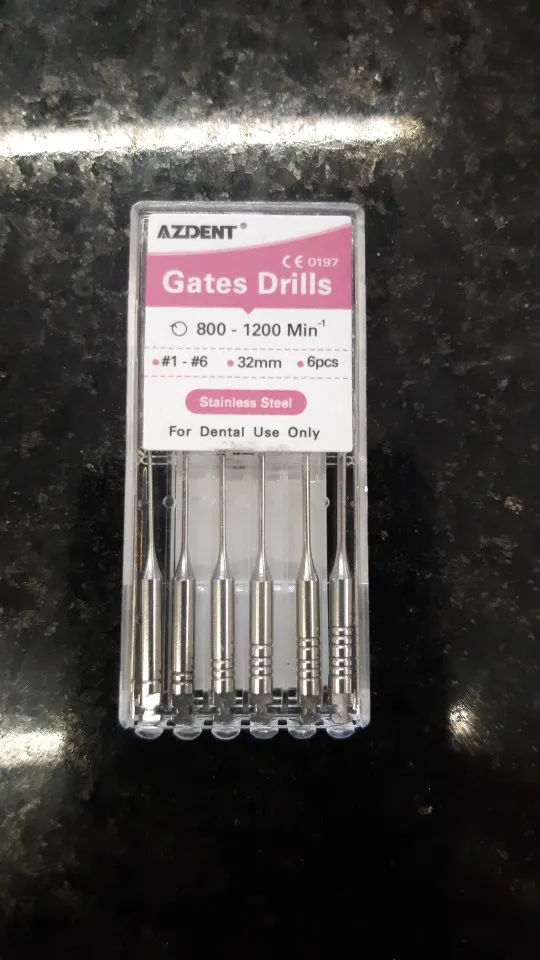 AZDENT®
CE 0197
Gates Drills
800 - 1200 Min⁻¹
•#1 - #6 •32mm •6pcs
Stainless Steel
For Dental Use Only